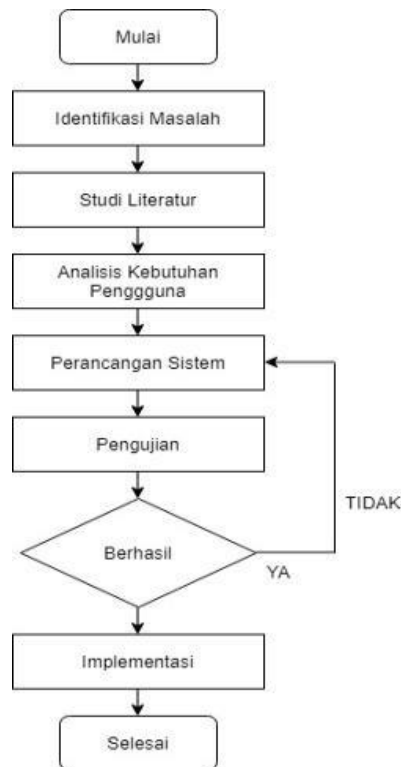 Mulai
Identifikasi Masalah
Studi Literatur
Analisis Kebutuhan
Penggguna
Perancangan Sistem
Pengujian
TIDAK
Berhasil
YA
Implementasi
Selesai